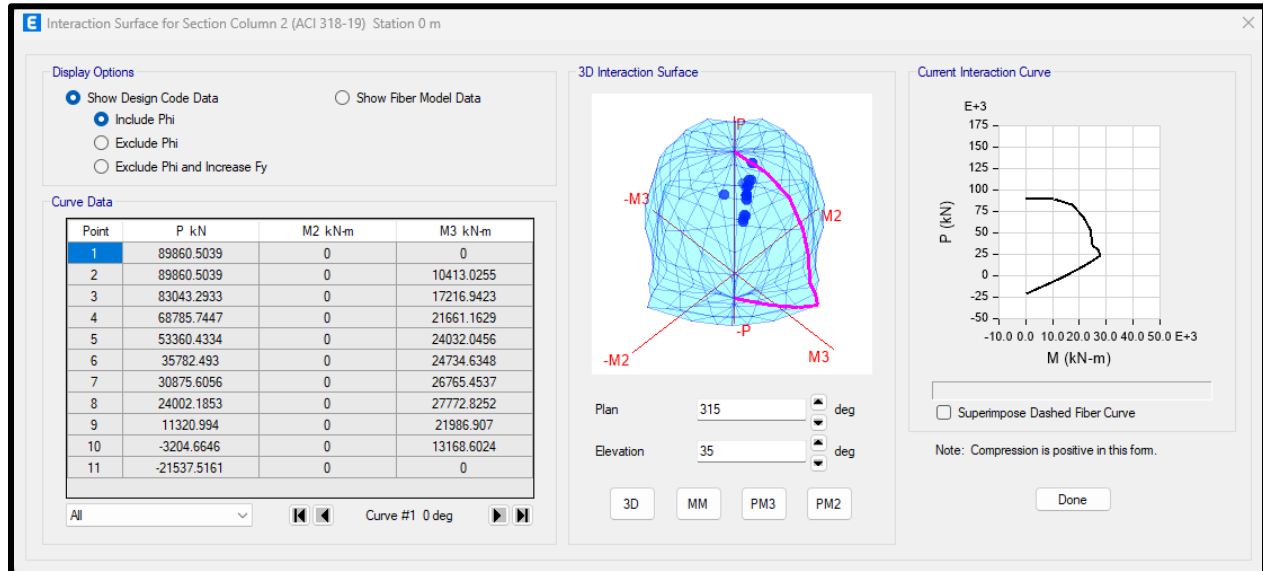 E Interaction Surface for Section Column 2 (ACI 318-19) Station 0 m
Display Options
Show Design Code Data Show Fiber Model Data
Include Phi
Exclude Phi
Exclude Phi and Increase Fy
Curve Data
Point P kN M2 kN-m M3 kN-m
1 89860.5039 0 0
2 89860.5039 0 10413.0255
3 83043.2933 0 17216.9423
4 68785.7447 0 21661.1629
5 53360.4334 0 24032.0456
6 35782.493 0 24734.6348
7 30875.6056 0 26765.4537
8 24002.1853 0 27772.8252
9 11320.994 0 21986.907
10 -3204.6646 0 13168.6024
11 -21537.5161 0 0
All Curve #1 0 deg
3D Interaction Surface
P
-M3 M2
-P
-M2 M3
Plan 315 deg
Elevation 35 deg
3D MM PM3 PM2
Current Interaction Curve
E+3
175
150
125
100
75
50
25
0
-25
-50
P (kN)
-10.0 0.0 10.0 20.0 30.0 40.0 50.0 E+3
M (kN-m)
Superimpose Dashed Fiber Curve
Note: Compression is positive in this form.
Done